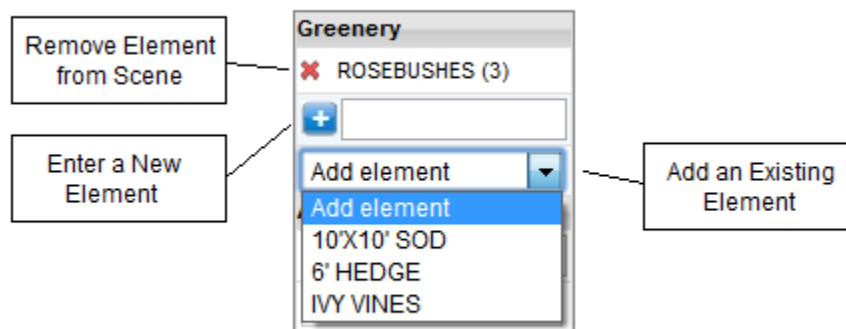 Greenery
Remove Element
from Scene
ROSEBUSHES (3)
Enter a New
Element
Add element
Add an Existing
Element
Add element
10'X10' SOD
6' HEDGE
IVY VINES